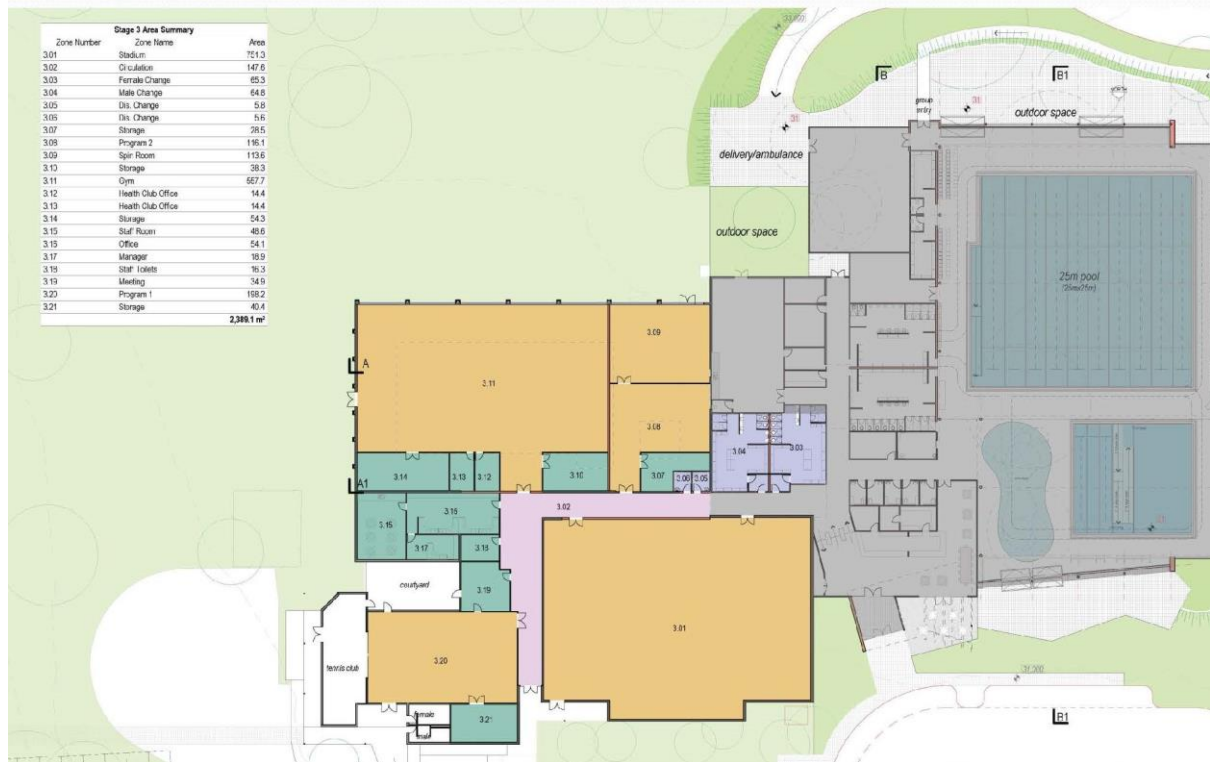 Stage 3 Area Summary
Zone Number Zone Name Area
3.01 Stadium 751.3
3.02 Circulation 147.6
3.03 Female Change 65.3
3.04 Male Change 64.8
3.05 Dis. Change 5.8
3.06 Dis. Change 5.6
3.07 Storage 28.5
3.08 Program 2 116.1
3.09 Spin Room 113.6
3.10 Storage 38.3
3.11 Gym 557.7
3.12 Health Club Office 14.4
3.13 Health Club Office 14.4
3.14 Storage 54.3
3.15 Staff Room 48.6
3.16 Office 54.1
3.17 Manager 18.9
3.18 Staff Toilets 16.3
3.19 Meeting 34.9
3.20 Program 1 198.2
3.21 Storage 40.4
2,389.1 m²
B
B1
group entry
31
outdoor space
31
delivery/ambulance
outdoor space
25m pool
(25mx25m)
A
3.11
3.09
3.08
3.04
3.03
3.14
3.13
3.12
3.10
3.07
3.06
3.05
A1
3.02
3.15
3.16
3.17
3.18
courtyard
3.19
3.01
tennis club
3.20
female
male
3.21
31.000
B1